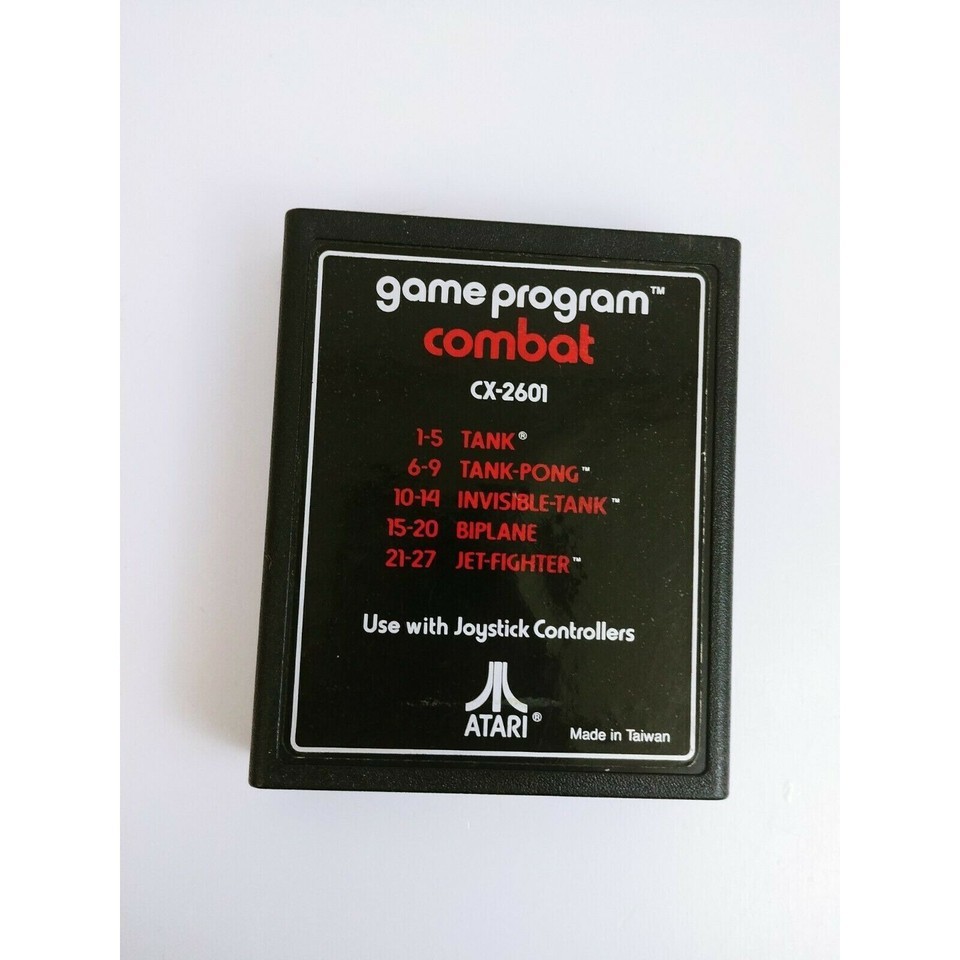 game program™
combat
CX-2601
1-5 TANK®
6-9 TANK-PONG™
10-14 INVISIBLE-TANK™
15-20 BIPLANE
21-27 JET-FIGHTER™
Use with Joystick Controllers
ATARI®
Made in Taiwan